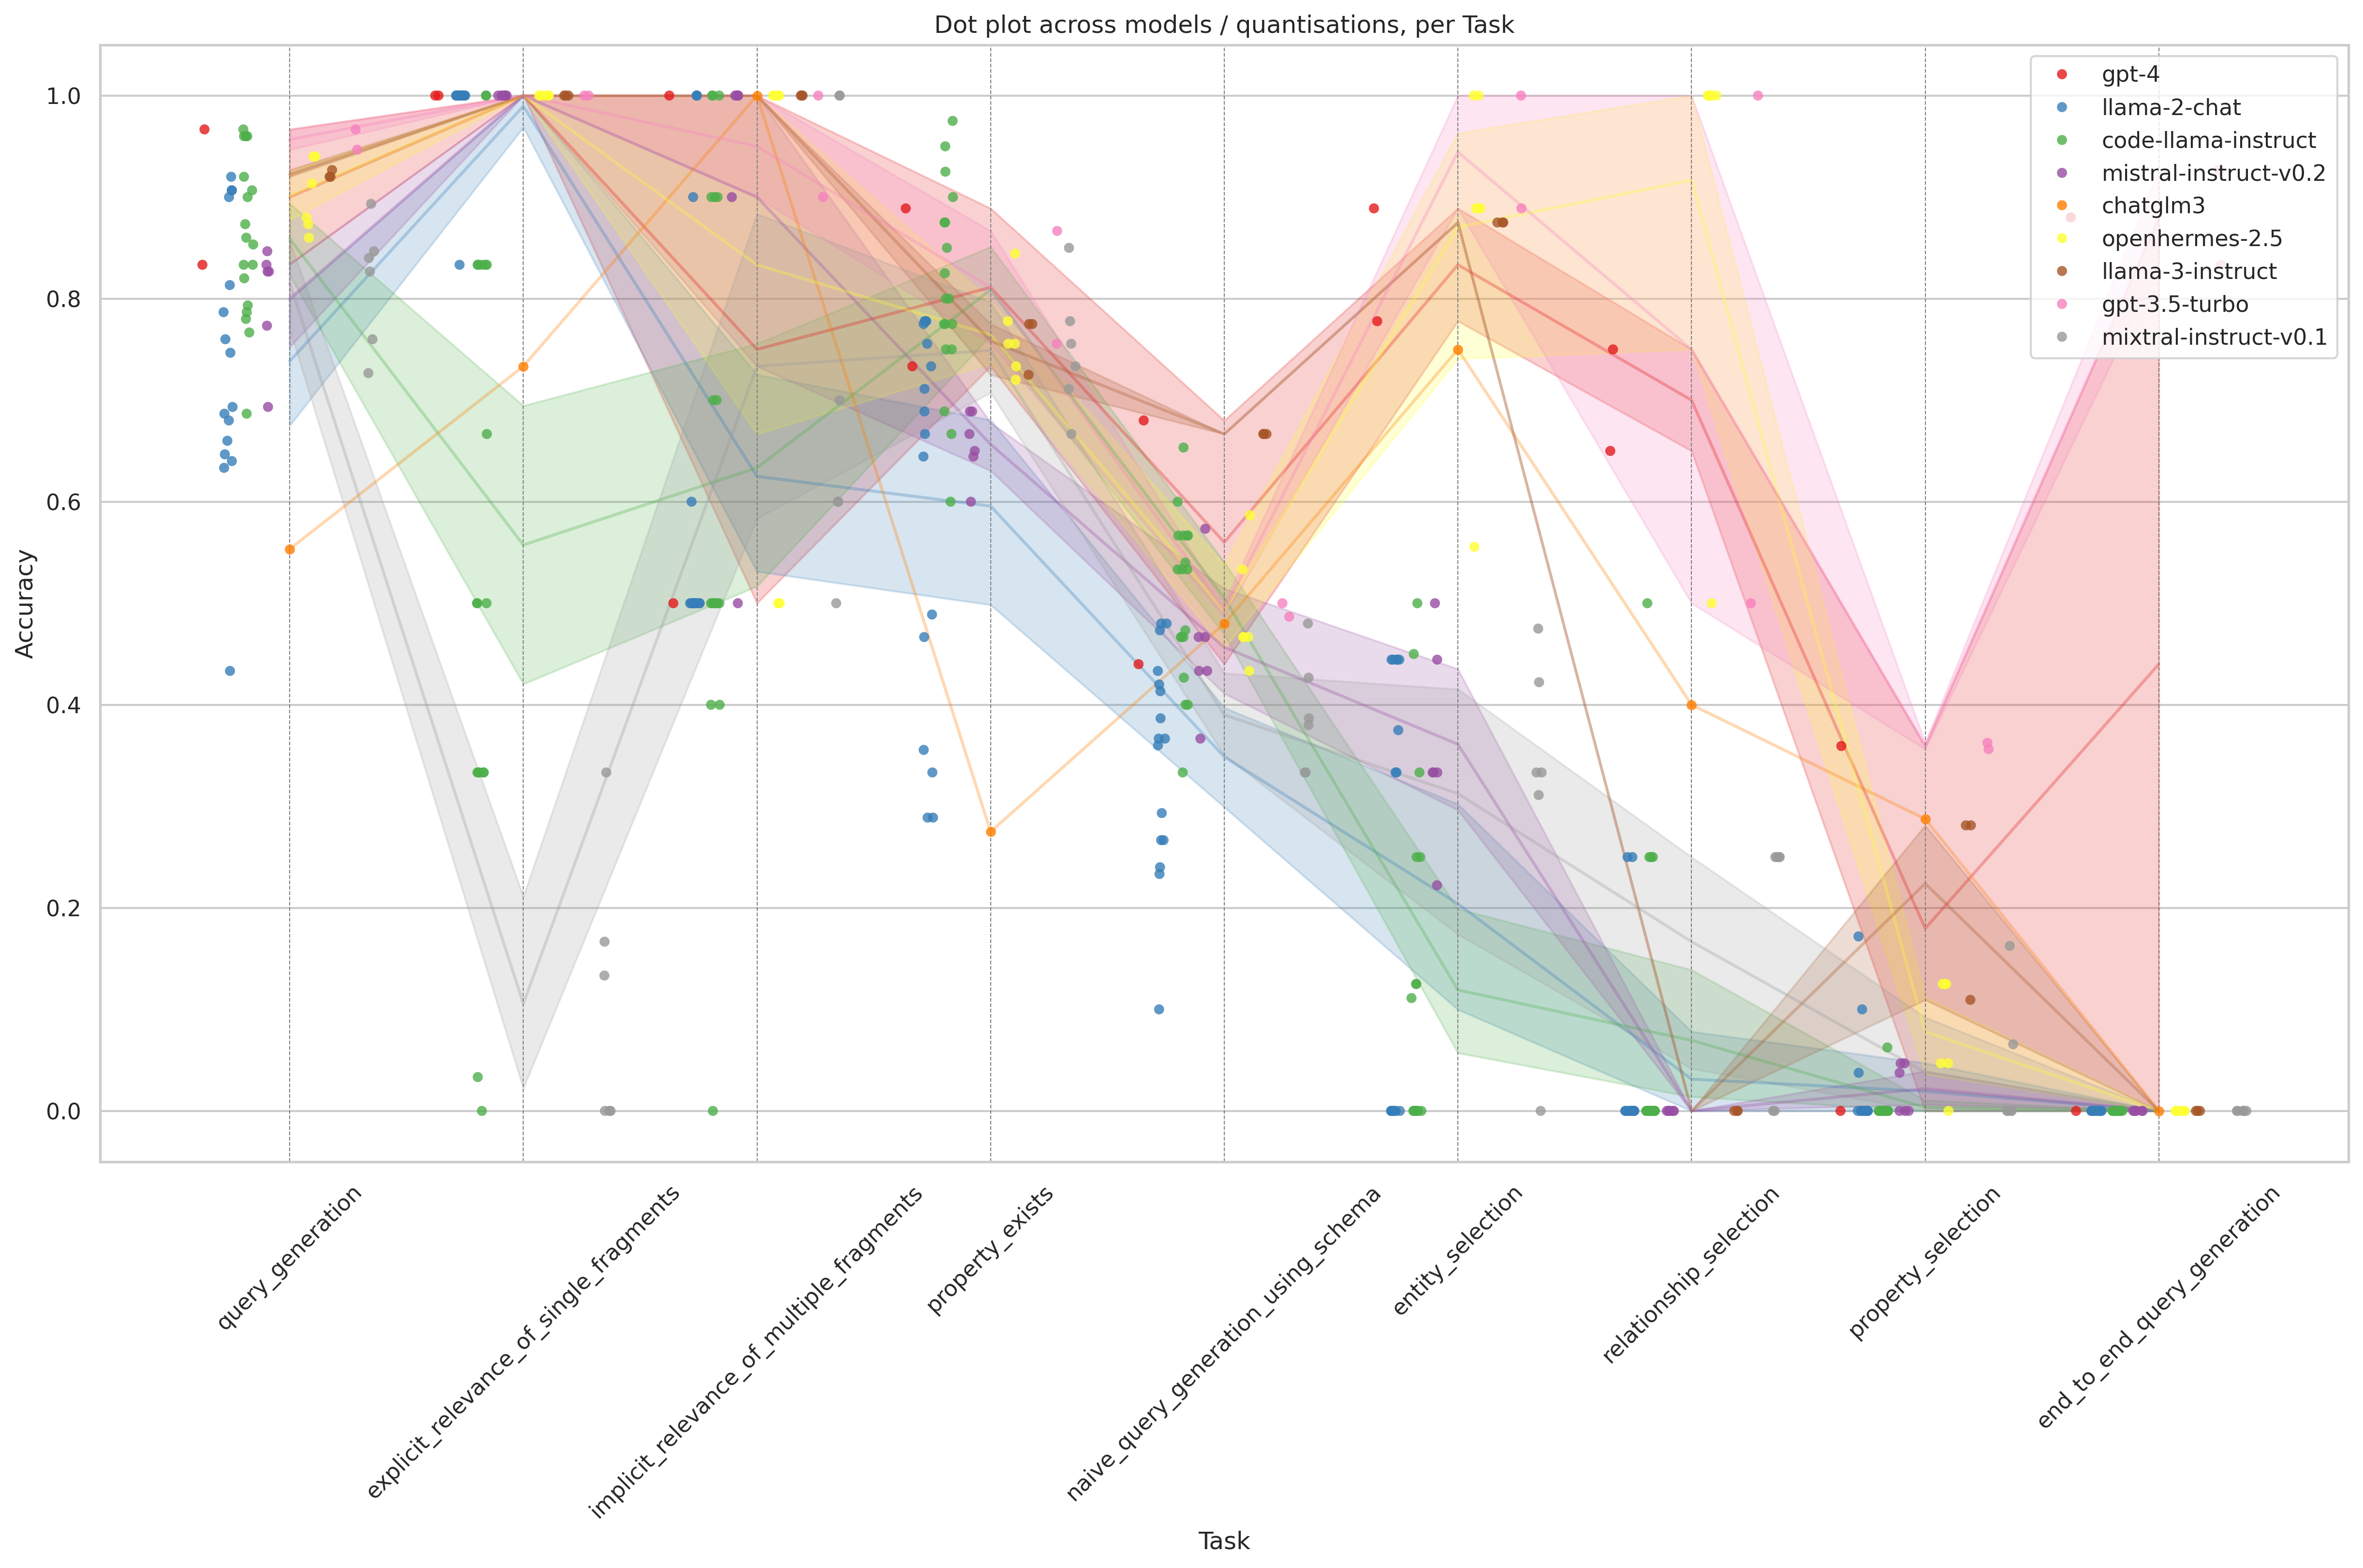 Dot plot across models / quantisations, per Task
gpt-4
llama-2-chat
code-llama-instruct
mistral-instruct-v0.2
chatglm3
openhermes-2.5
llama-3-instruct
gpt-3.5-turbo
mixtral-instruct-v0.1
Accuracy
1.0
0.8
0.6
0.4
0.2
0.0
query_generation
explicit_relevance_of_single_fragments
implicit_relevance_of_multiple_fragments
property_exists
naive_query_generation_using_schema
entity_selection
relationship_selection
property_selection
end_to_end_query_generation
Task